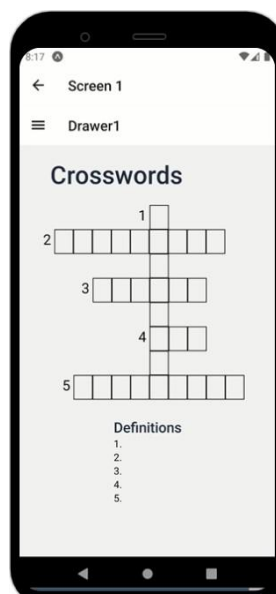 8:17
Screen 1
Drawer1
Crosswords
1
2
3
4
5
Definitions
1.
2.
3.
4.
5.